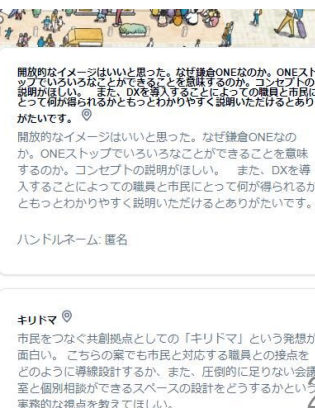 開放的なイメージはいいと思った。なぜ鎌倉ONEなのか。ONEスト
ップでいろいろなことができることを意味するのか。コンセプトの
説明がほしい。　また、DXを導入することによっての職員と市民に
とって何が得られるかともっとわかりやすく説明いただけるとあり
がたいです。
開放的なイメージはいいと思った。なぜ鎌倉ONEなの
か。ONEストップでいろいろなことができることを意味
するのか。コンセプトの説明がほしい。　また、DXを導
入することによっての職員と市民にとって何が得られるか
ともっとわかりやすく説明いただけるとありがたいです。
ハンドルネーム: 匿名
キリドマ
市民をつなぐ共創拠点としての「キリドマ」という発想が
面白い。こちらの案でも市民と対応する職員との接点を
どのように導線設計するか、また、圧倒的に足りない会議
室と個別相談ができるスペースの設計をどうするかという
実務的な視点を教えてほしい。